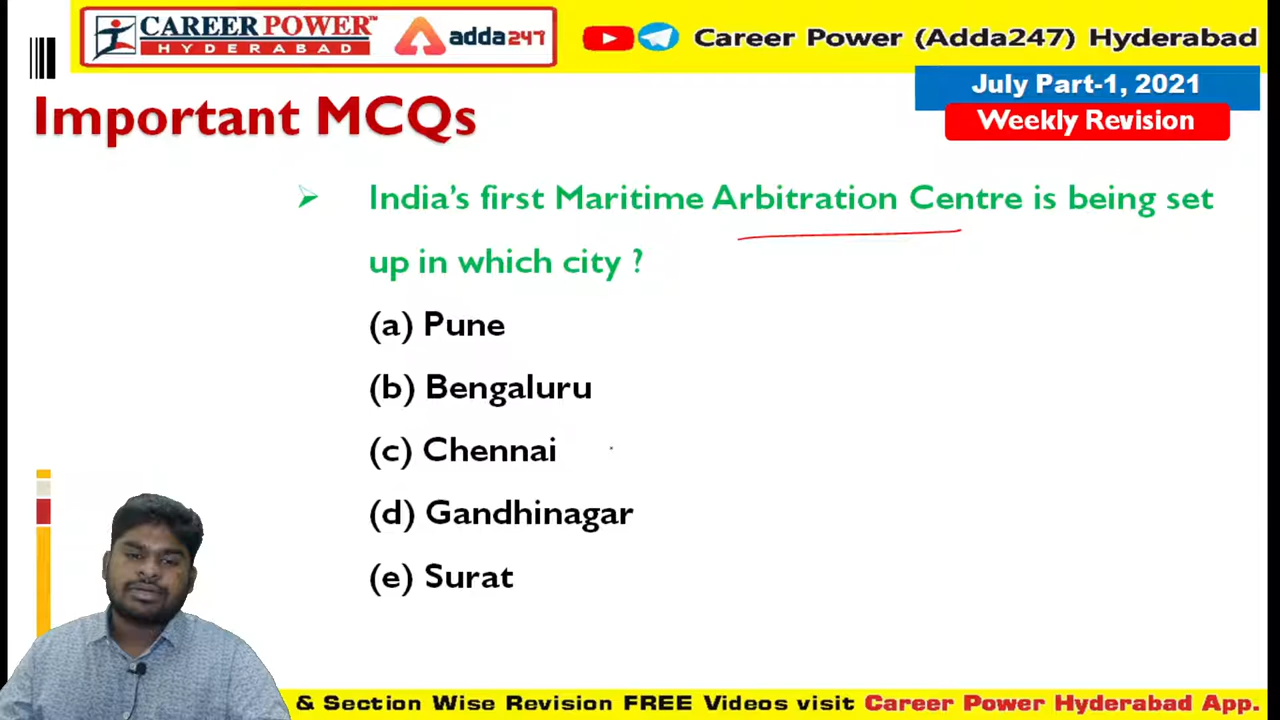 CAREER POWER
HYDERABAD
adda247
Career Power (Adda247) Hyderabad
July Part-1, 2021
Weekly Revision
Important MCQs
India's first Maritime Arbitration Centre is being set
up in which city ?
(a) Pune
(b) Bengaluru
(c) Chennai
(d) Gandhinagar
(e) Surat
& Section Wise Revision FREE Videos visit Career Power Hyderabad App.